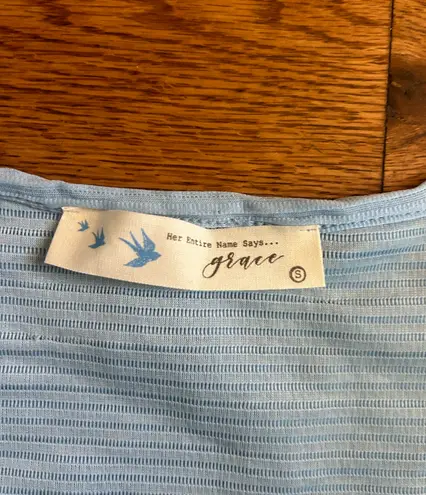 Her Entire Name Says...
grace
S